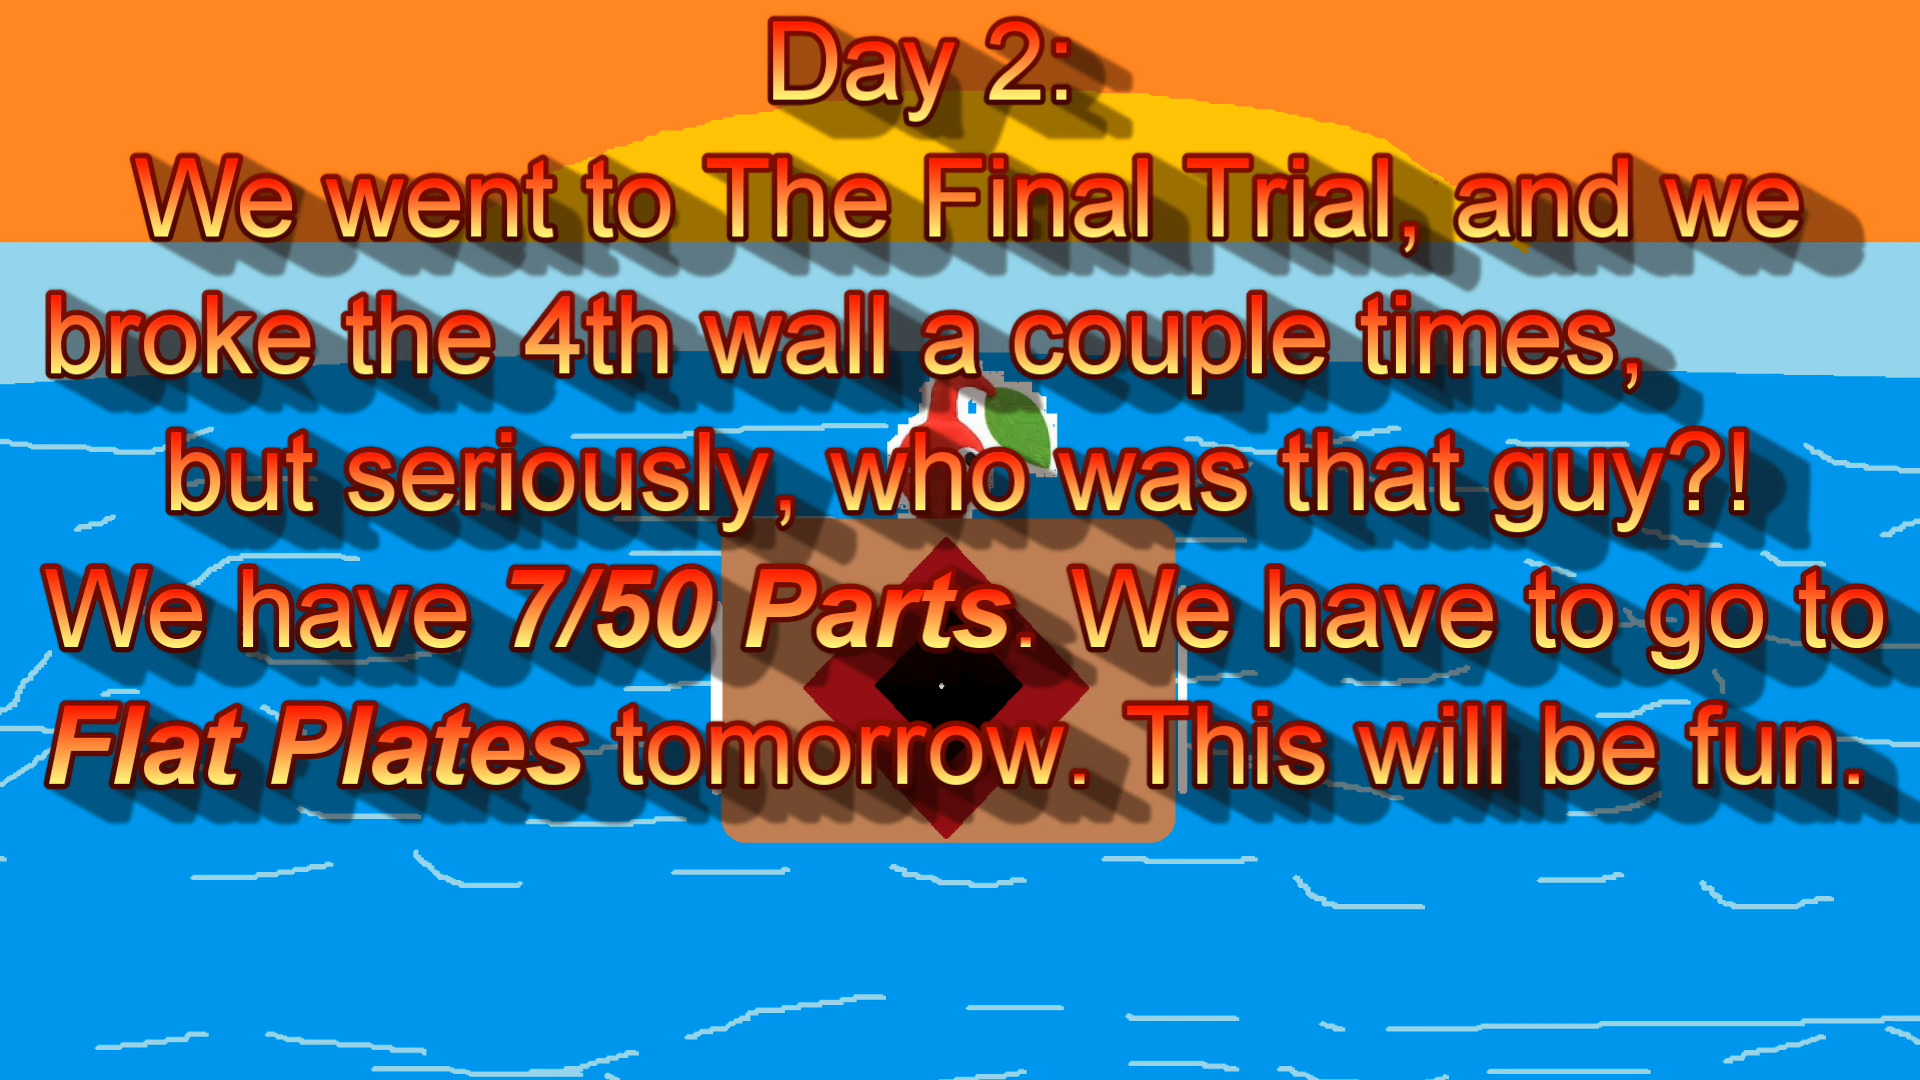 Day 2:
We went to The Final Trial, and we
broke the 4th wall a couple times,
but seriously, who was that guy?!
We have 7/50 Parts. We have to go to
Flat Plates tomorrow. This will be fun.